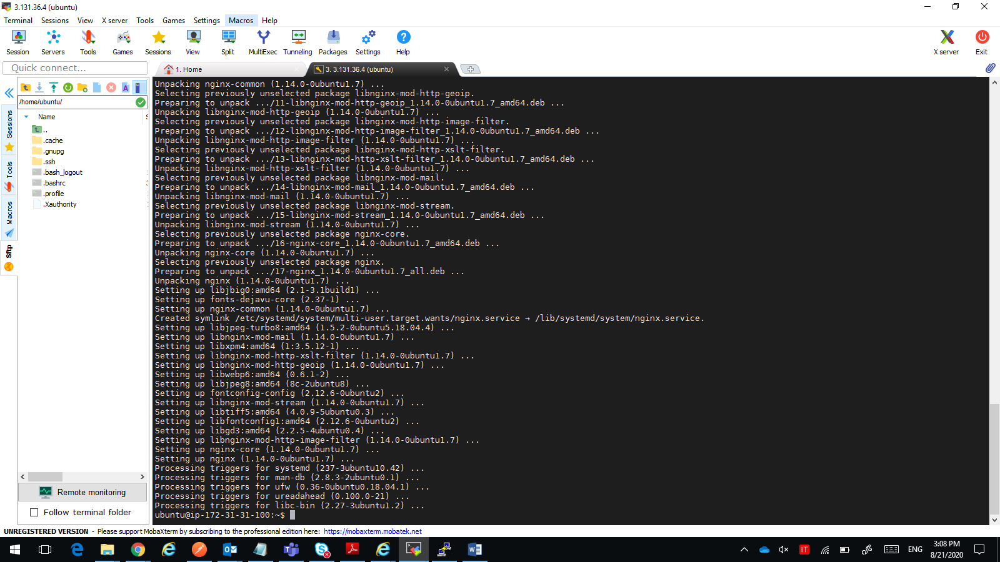 3.131.36.4 (ubuntu)
Terminal Sessions View X server Tools Games Settings Macros Help
Session Servers Tools Games Sessions View Split MultiExec Tunneling Packages Settings Help X server Exit
Quick connect...
1. Home
3. 3.131.36.4 (ubuntu)
/home/ubuntu/
Name
..
.cache
.gnupg
.ssh
.bash_logout
.bashrc
.profile
.Xauthority
Sessions
Tools
Macros
Sftp
Remote monitoring
Follow terminal folder
Unpacking nginx-common (1.14.0-0ubuntu1.7) ...
Selecting previously unselected package libnginx-mod-http-geoip.
Preparing to unpack .../11-libnginx-mod-http-geoip_1.14.0-0ubuntu1.7_amd64.deb ...
Unpacking libnginx-mod-http-geoip (1.14.0-0ubuntu1.7) ...
Selecting previously unselected package libnginx-mod-http-image-filter.
Preparing to unpack .../12-libnginx-mod-http-image-filter_1.14.0-0ubuntu1.7_amd64.deb ...
Unpacking libnginx-mod-http-image-filter (1.14.0-0ubuntu1.7) ...
Selecting previously unselected package libnginx-mod-http-xslt-filter.
Preparing to unpack .../13-libnginx-mod-http-xslt-filter_1.14.0-0ubuntu1.7_amd64.deb ...
Unpacking libnginx-mod-http-xslt-filter (1.14.0-0ubuntu1.7) ...
Selecting previously unselected package libnginx-mod-mail.
Preparing to unpack .../14-libnginx-mod-mail_1.14.0-0ubuntu1.7_amd64.deb ...
Unpacking libnginx-mod-mail (1.14.0-0ubuntu1.7) ...
Selecting previously unselected package libnginx-mod-stream.
Preparing to unpack .../15-libnginx-mod-stream_1.14.0-0ubuntu1.7_amd64.deb ...
Unpacking libnginx-mod-stream (1.14.0-0ubuntu1.7) ...
Selecting previously unselected package nginx-core.
Preparing to unpack .../16-nginx-core_1.14.0-0ubuntu1.7_amd64.deb ...
Unpacking nginx-core (1.14.0-0ubuntu1.7) ...
Selecting previously unselected package nginx.
Preparing to unpack .../17-nginx_1.14.0-0ubuntu1.7_all.deb ...
Unpacking nginx (1.14.0-0ubuntu1.7) ...
Setting up libjbig0:amd64 (2.1-3.1build1) ...
Setting up fonts-dejavu-core (2.37-1) ...
Setting up nginx-common (1.14.0-0ubuntu1.7) ...
Created symlink /etc/systemd/system/multi-user.target.wants/nginx.service → /lib/systemd/system/nginx.service.
Setting up libjpeg-turbo8:amd64 (1.5.2-0ubuntu5.18.04.4) ...
Setting up libnginx-mod-mail (1.14.0-0ubuntu1.7) ...
Setting up libxpm4:amd64 (1:3.5.12-1) ...
Setting up libnginx-mod-http-xslt-filter (1.14.0-0ubuntu1.7) ...
Setting up libnginx-mod-http-geoip (1.14.0-0ubuntu1.7) ...
Setting up libwebp6:amd64 (0.6.1-2) ...
Setting up libjpeg8:amd64 (8c-2ubuntu8) ...
Setting up fontconfig-config (2.12.6-0ubuntu2) ...
Setting up libnginx-mod-stream (1.14.0-0ubuntu1.7) ...
Setting up libtiff5:amd64 (4.0.9-5ubuntu0.3) ...
Setting up libfontconfig1:amd64 (2.12.6-0ubuntu2) ...
Setting up libgd3:amd64 (2.2.5-4ubuntu0.4) ...
Setting up libnginx-mod-http-image-filter (1.14.0-0ubuntu1.7) ...
Setting up nginx-core (1.14.0-0ubuntu1.7) ...
Setting up nginx (1.14.0-0ubuntu1.7) ...
Processing triggers for systemd (237-3ubuntu10.42) ...
Processing triggers for man-db (2.8.3-2ubuntu0.1) ...
Processing triggers for ufw (0.36-0ubuntu0.18.04.1) ...
Processing triggers for ureadahead (0.100.0-21) ...
Processing triggers for libc-bin (2.27-3ubuntu1.2) ...
ubuntu@ip-172-31-31-100:~$
UNREGISTERED VERSION - Please support MobaXterm by subscribing to the professional edition here: https://mobaxterm.mobatek.net
ENG
3:08 PM
8/21/2020